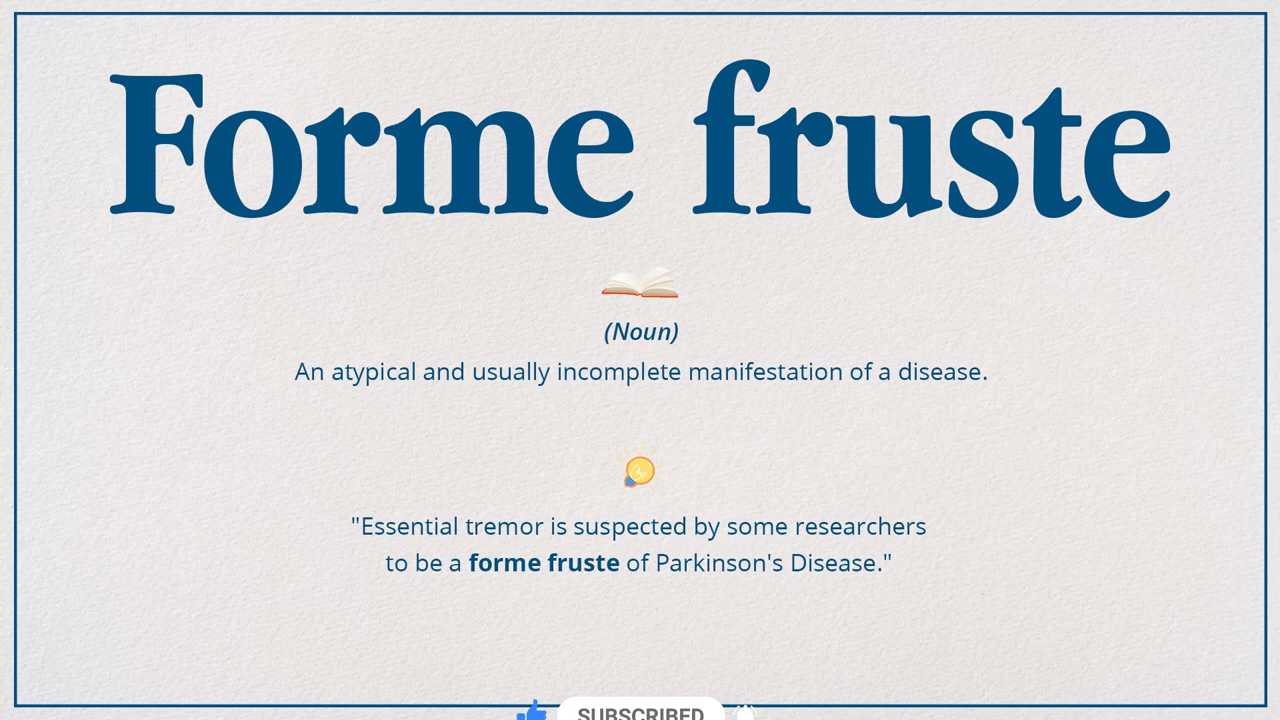 Forme fruste
(Noun)
An atypical and usually incomplete manifestation of a disease.
"Essential tremor is suspected by some researchers
to be a forme fruste of Parkinson's Disease."
SUBSCRIBED